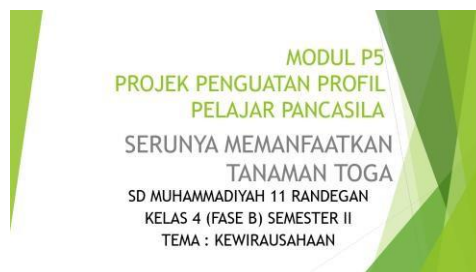 MODUL P5
PROJEK PENGUATAN PROFIL
PELAJAR PANCASILA
SERUNYA MEMANFAATKAN
TANAMAN TOGA
SD MUHAMMADIYAH 11 RANDEGAN
KELAS 4 (FASE B) SEMESTER II
TEMA : KEWIRAUSAHAAN